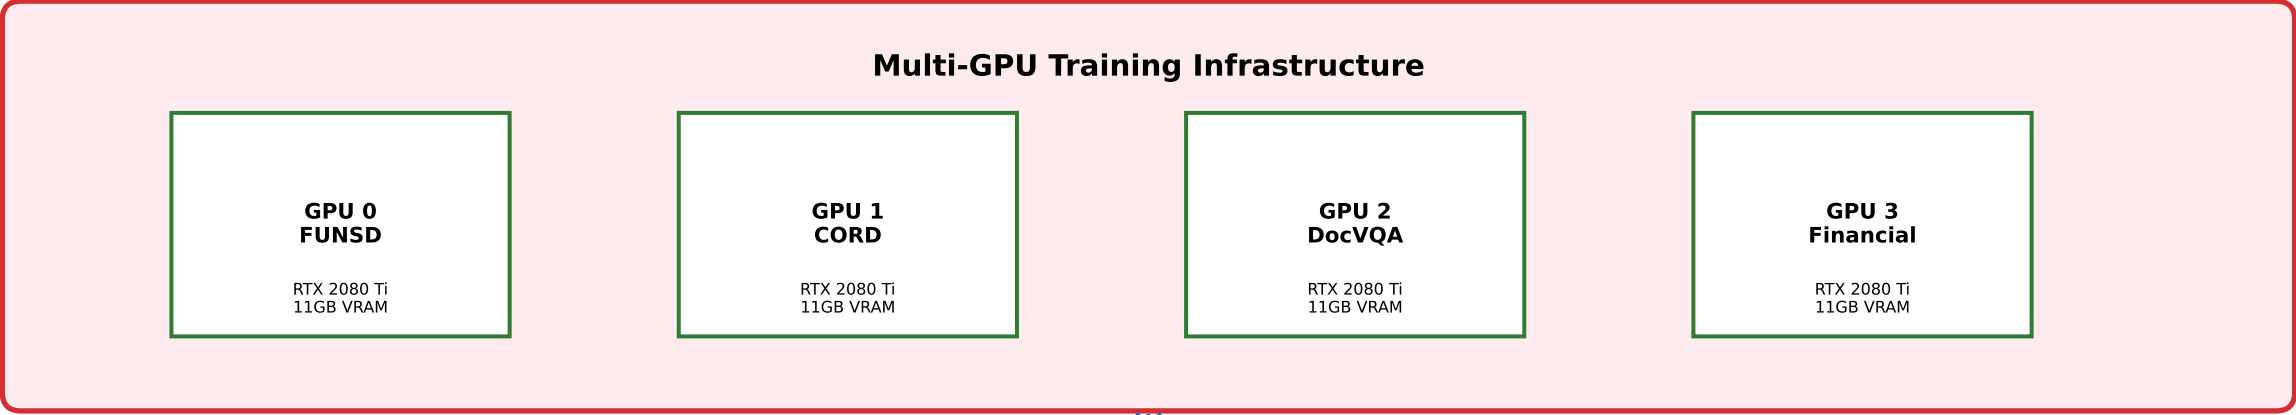 Multi-GPU Training Infrastructure
GPU 0
FUNSD
RTX 2080 Ti
11GB VRAM
GPU 1
CORD
RTX 2080 Ti
11GB VRAM
GPU 2
DocVQA
RTX 2080 Ti
11GB VRAM
GPU 3
Financial
RTX 2080 Ti
11GB VRAM